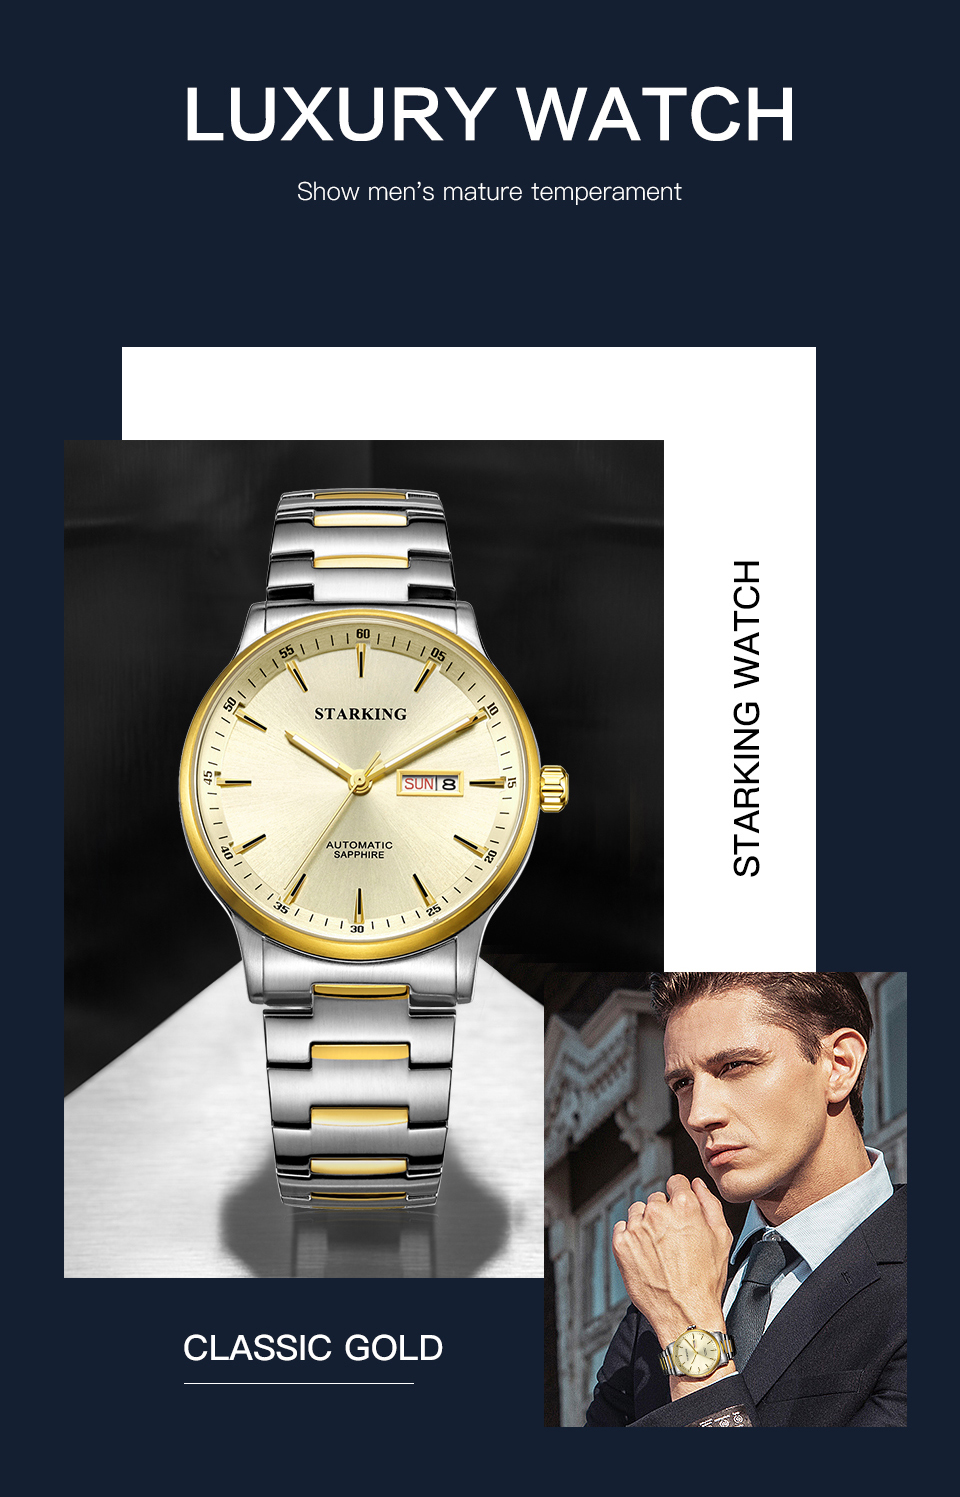 LUXURY WATCH
Show men's mature temperament
60
55
05
50
10
STARKING
45
SUN 8
15
AUTOMATIC
SAPPHIRE
40
20
35
25
30
STARKING WATCH
CLASSIC GOLD